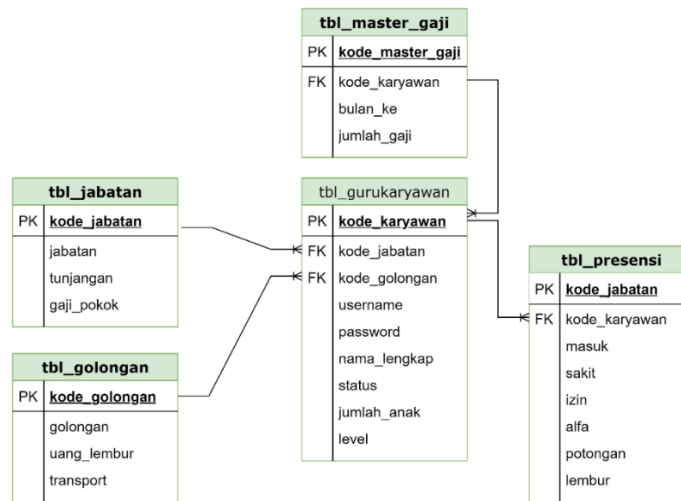 tbl_master_gaji
PK kode_master_gaji
FK kode_karyawan
bulan_ke
jumlah_gaji
tbl_jabatan
PK kode_jabatan
jabatan
tunjangan
gaji_pokok
tbl_golongan
PK kode_golongan
golongan
uang_lembur
transport
tbl_gurukaryawan
PK kode_karyawan
FK kode_jabatan
FK kode_golongan
username
password
nama_lengkap
status
jumlah_anak
level
tbl_presensi
PK kode_jabatan
FK kode_karyawan
masuk
sakit
izin
alfa
potongan
lembur